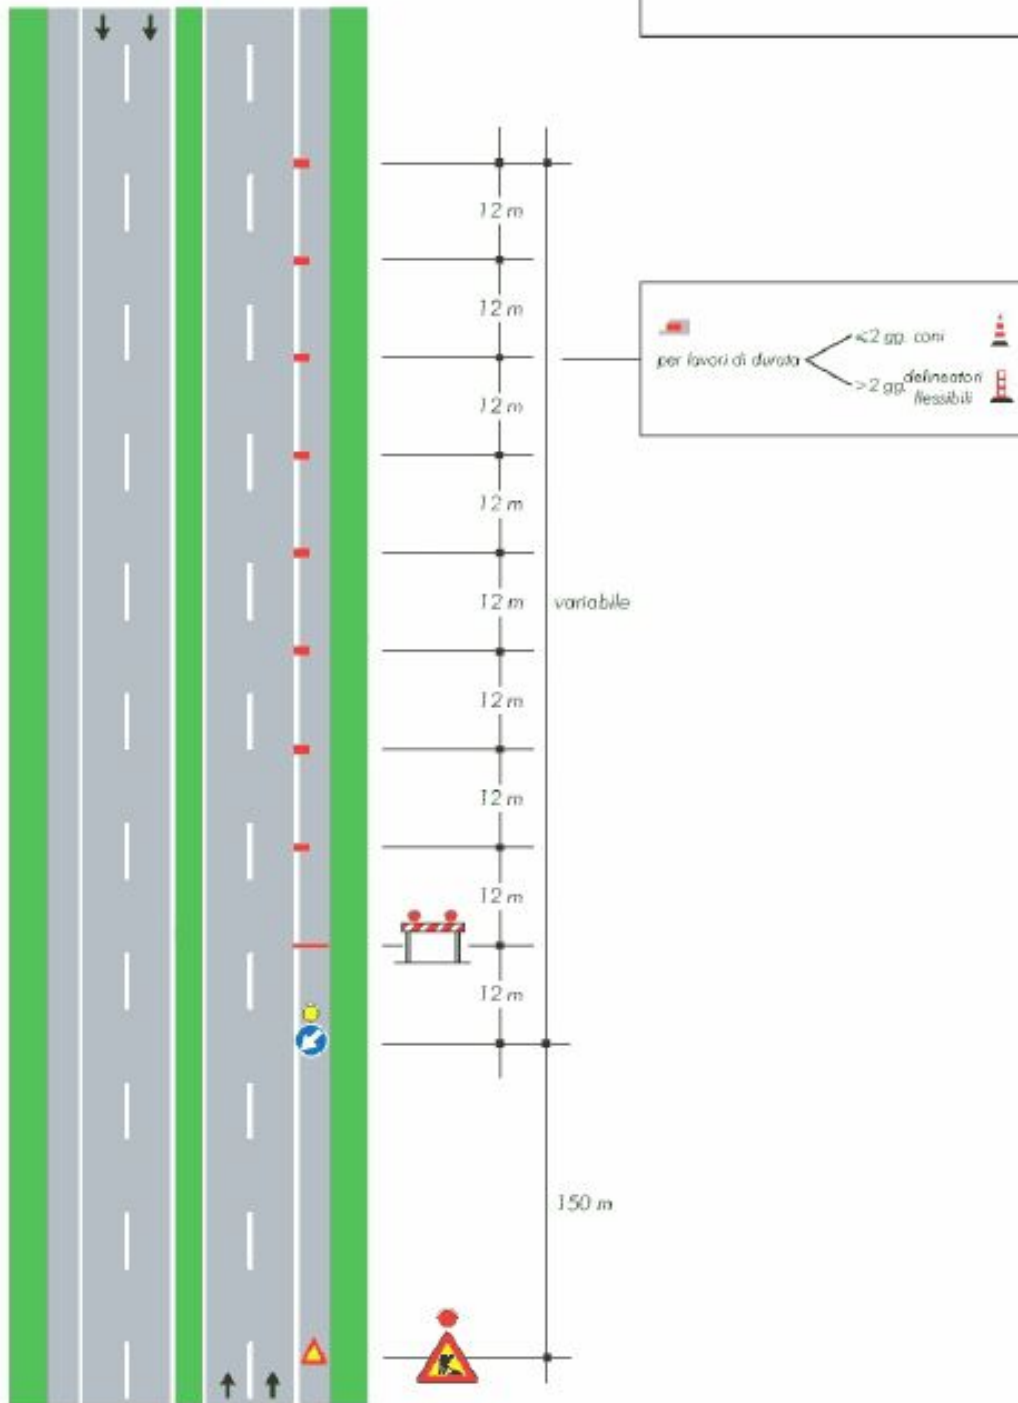 12 m
12 m
per lavori di durata
⩽2 gg. coni
>2 gg. delineatori
flessibili
12 m
12 m
12 m
variabile
12 m
12 m
12 m
12 m
150 m